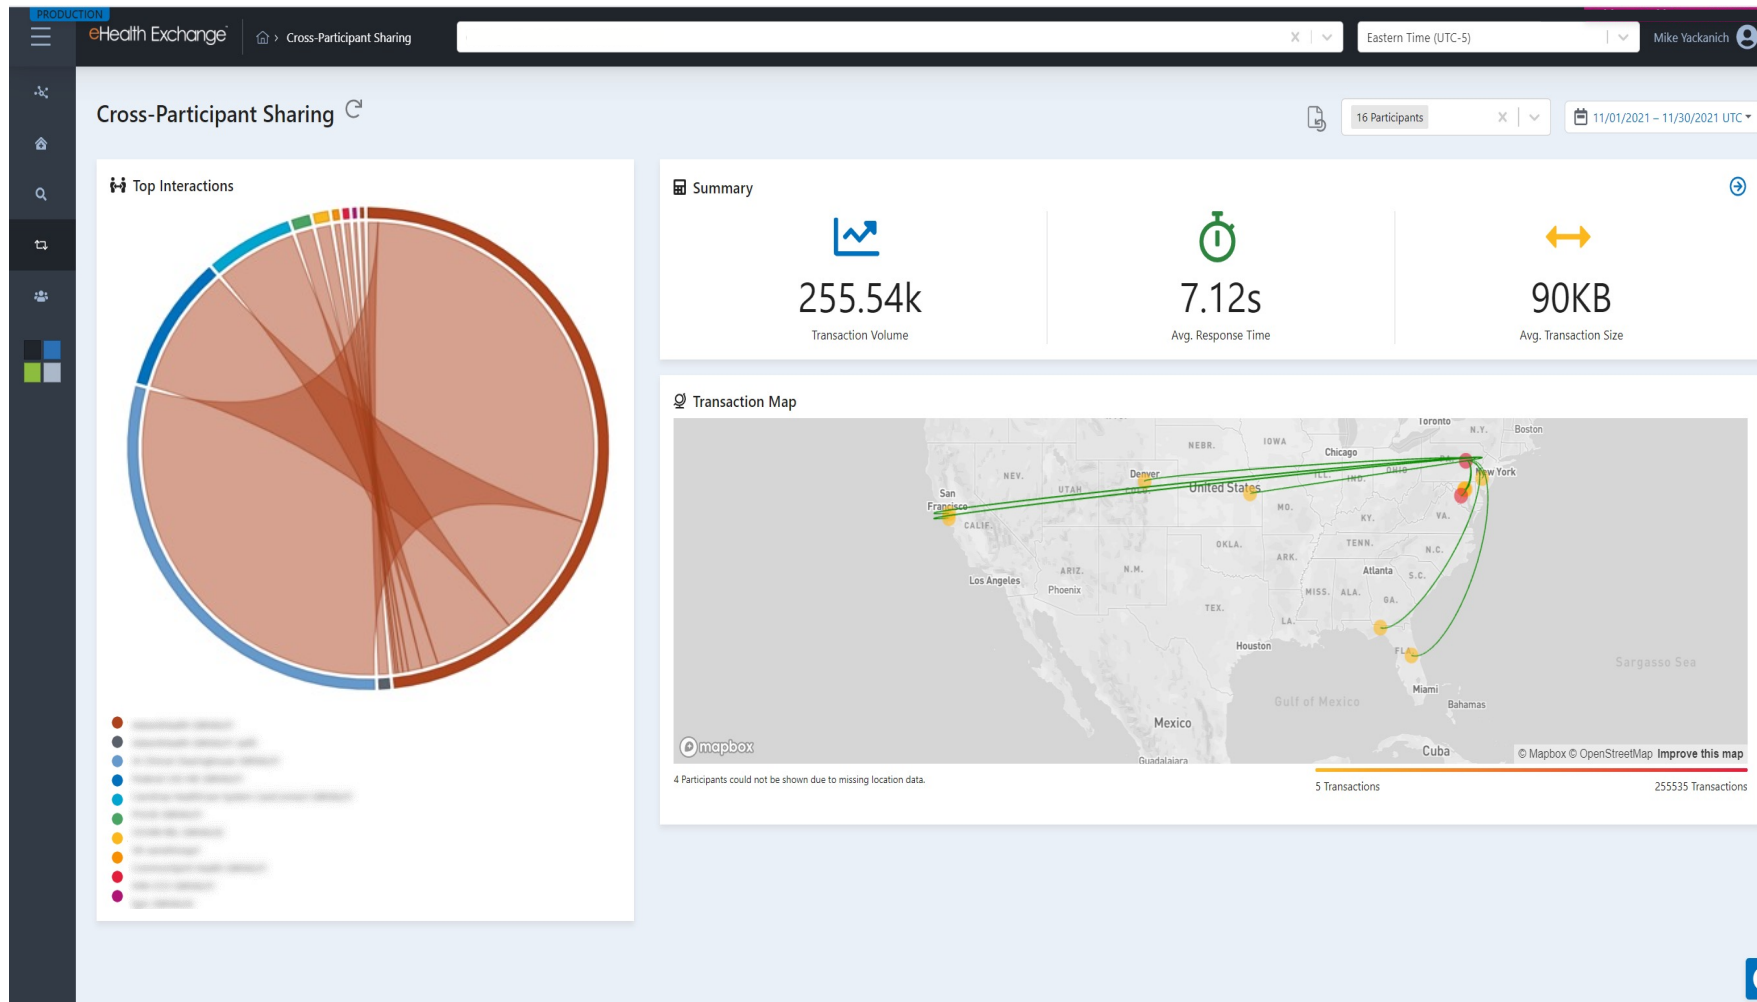 PRODUCTION
eHealth Exchange
> Cross-Participant Sharing
X
Eastern Time (UTC-5)
Mike Yackanich
Cross-Participant Sharing
16 Participants
X
11/01/2021 – 11/30/2021 UTC
Top Interactions
Summary
255.54k
7.12s
90KB
Transaction Volume
Avg. Response Time
Avg. Transaction Size
Transaction Map
Toronto
N.Y.
Boston
NEBR.
IOWA
Chicago
PA.
OHIO
New York
NEV.
UTAH
Denver
COLO.
United States
ILL.
IND.
San
Francisco
CALIF.
MO.
KY.
VA.
OKLA.
ARK.
TENN.
N.C.
Los Angeles
ARIZ.
Phoenix
N.M.
Atlanta
S.C.
TEX.
MISS.
ALA.
GA.
LA.
Houston
FLA.
Sargasso Sea
Miami
Gulf of Mexico
Bahamas
Mexico
Cuba
Guadalajara
mapbox
© Mapbox © OpenStreetMap Improve this map
4 Participants could not be shown due to missing location data.
5 Transactions
255535 Transactions